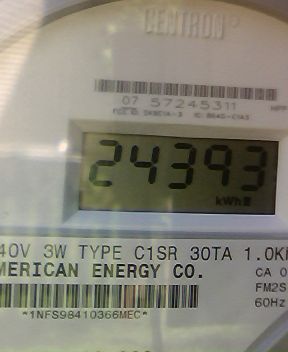 CENTRON®
07 57245311
24393
kWh
40V 3W TYPE C1SR 30TA 1.0K
MERICAN ENERGY CO.
CA 0
FM2S
60Hz
*1NFS98410366MEC*